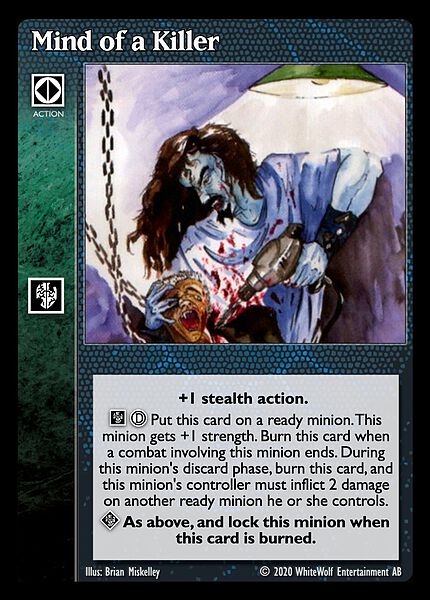 Mind of a Killer
ACTION
+1 stealth action.
D Put this card on a ready minion. This
minion gets +1 strength. Burn this card when
a combat involving this minion ends. During
this minion's discard phase, burn this card, and
this minion's controller must inflict 2 damage
on another ready minion he or she controls.
As above, and lock this minion when
this card is burned.
Illus: Brian Miskelley
© 2020 WhiteWolf Entertainment AB